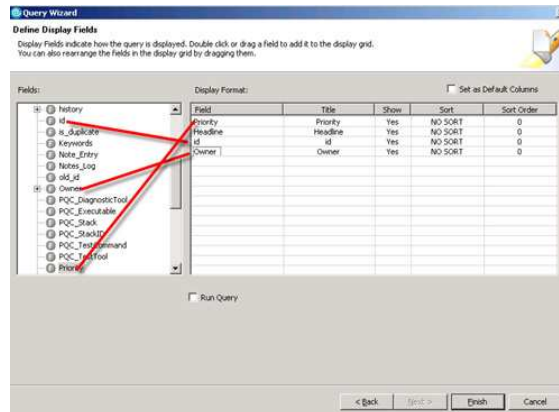 Query Wizard
Define Display Fields
Display Fields indicate how the query is displayed. Double click or drag a field to add it to the display grid.
You can also rearrange the fields in the display grid by dragging them.
Fields:
Display Format:
Set as Default Columns
history
id
is_duplicate
Keywords
Note_Entry
Notes_Log
old_id
Owner
PQC_DiagnosticTool
PQC_Executable
PQC_Stack
PQC_StackID
PQC_TestCommand
PQC_TestTool
Priority
Field Title Show Sort Sort Order
Priority Priority Yes NO SORT 0
Headline Headline Yes NO SORT 0
id id Yes NO SORT 0
Owner Owner Yes NO SORT 0
Run Query
< Back Next > Finish Cancel